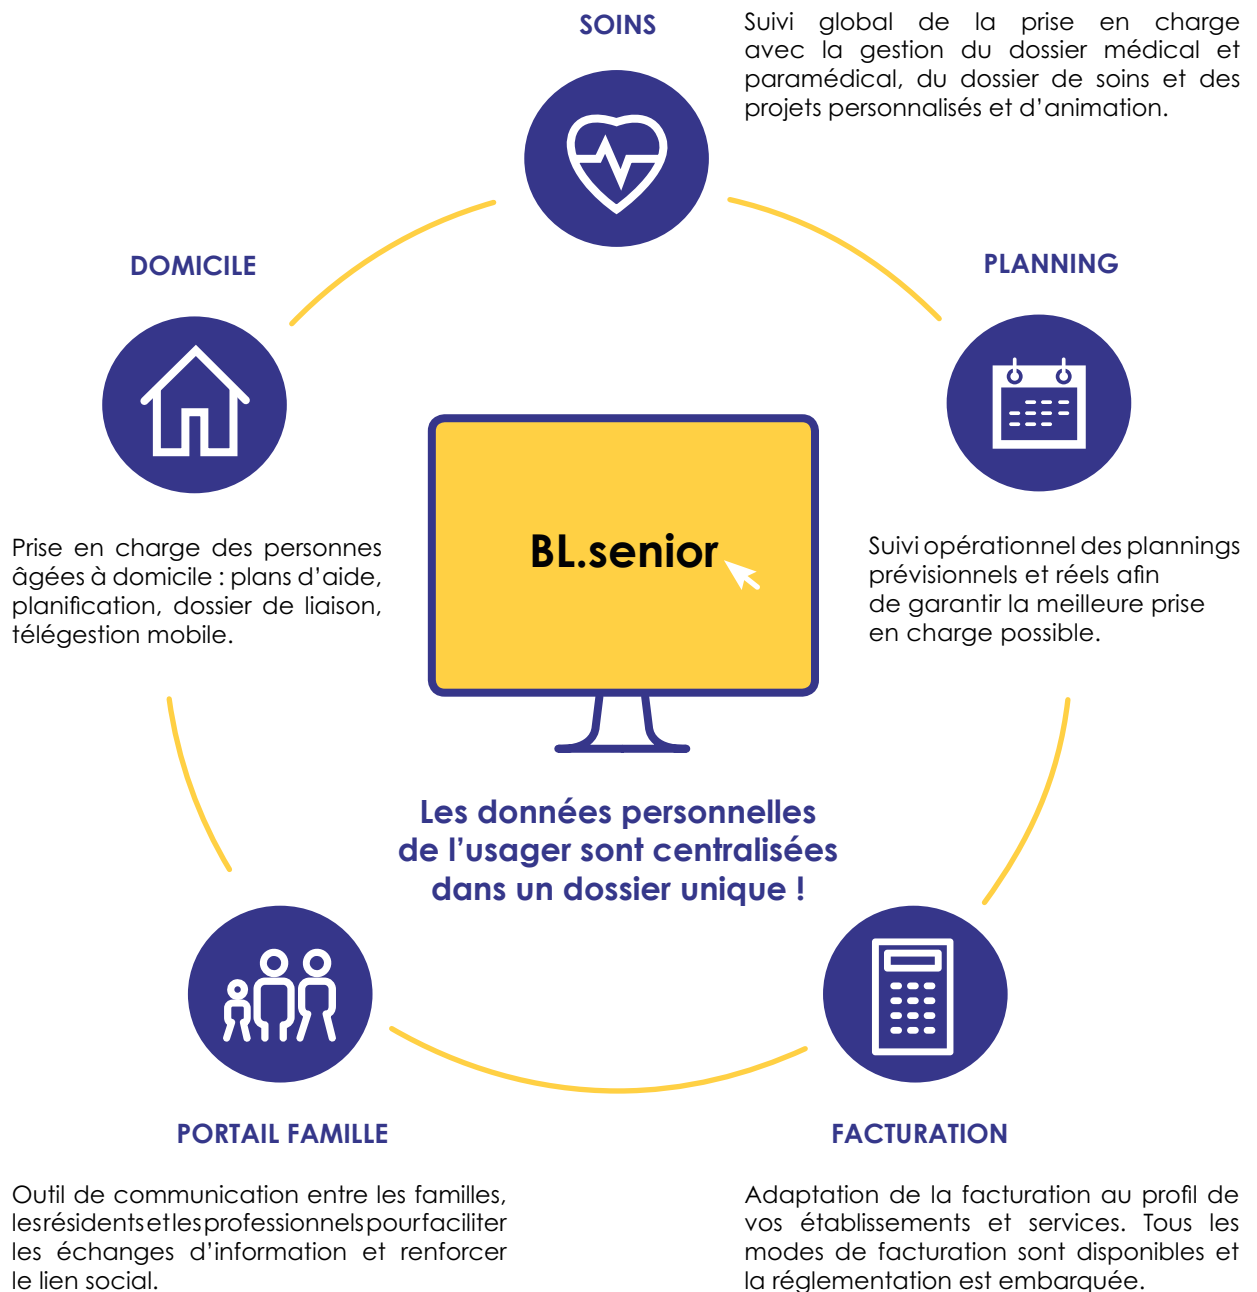 SOINS
Suivi global de la prise en charge
avec la gestion du dossier médical et
paramédical, du dossier de soins et des
projets personnalisés et d’animation.
DOMICILE
Prise en charge des personnes
âgées à domicile : plans d’aide,
planification, dossier de liaison,
télégestion mobile.
PLANNING
Suivi opérationnel des plannings
prévisionnels et réels afin
de garantir la meilleure prise
en charge possible.
BL.senior
Les données personnelles
de l’usager sont centralisées
dans un dossier unique !
PORTAIL FAMILLE
Outil de communication entre les familles,
les résidents et les professionnels pour faciliter
les échanges d’information et renforcer
le lien social.
FACTURATION
Adaptation de la facturation au profil de
vos établissements et services. Tous les
modes de facturation sont disponibles et
la réglementation est embarquée.